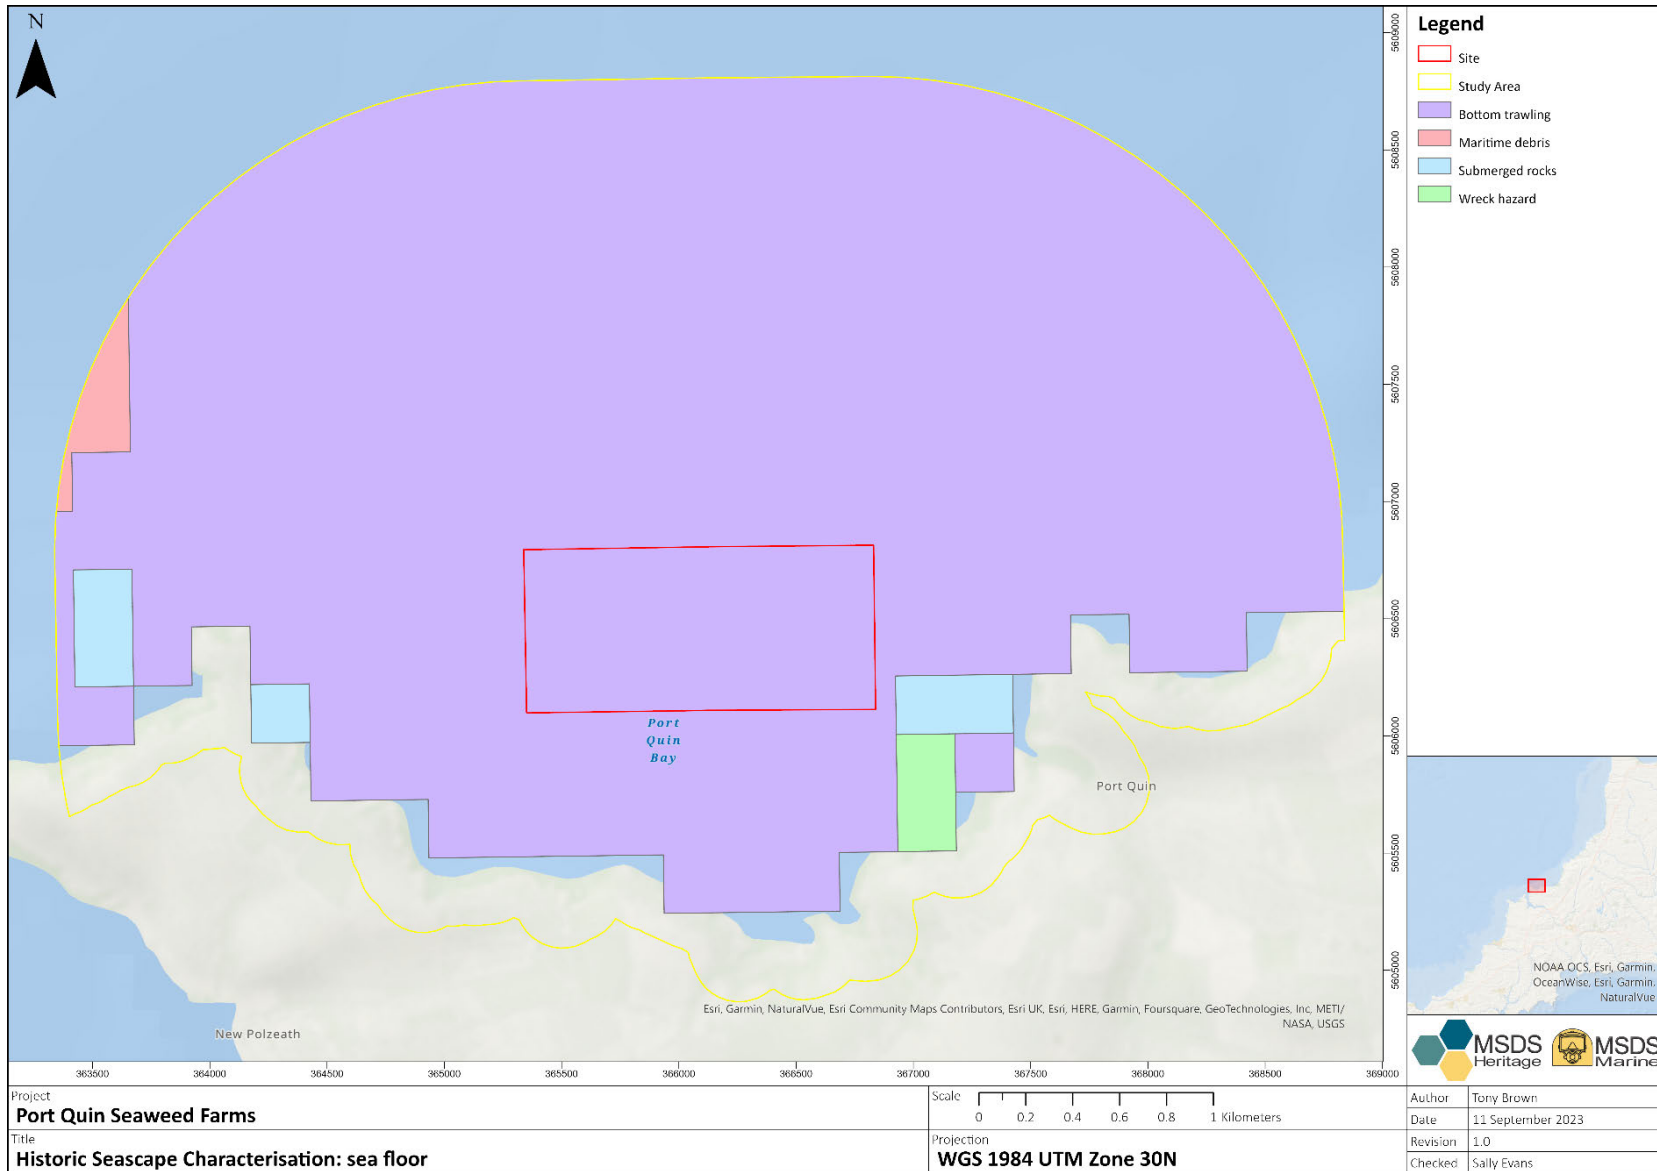 N
Legend
Site
Study Area
Bottom trawling
Maritime debris
Submerged rocks
Wreck hazard
5609000
5608500
5608000
5607500
5607000
5606500
5606000
5605500
5605000
Port
Quin
Bay
Port Quin
New Polzeath
Esri, Garmin, NaturalVue, Esri Community Maps Contributors, Esri UK, Esri, HERE, Garmin, Foursquare, GeoTechnologies, Inc, METI/
NASA, USGS
363500 364000 364500 365000 365500 366000 366500 367000 367500 368000 368500 369000
NOAA OCS, Esri, Garmin,
OceanWise, Esri, Garmin,
NaturalVue
MSDS
Heritage
MSDS
Marine
Project
Port Quin Seaweed Farms
Scale
0 0.2 0.4 0.6 0.8 1 Kilometers
Title
Historic Seascape Characterisation: sea floor
Projection
WGS 1984 UTM Zone 30N
Author Tony Brown
Date 11 September 2023
Revision 1.0
Checked Sally Evans